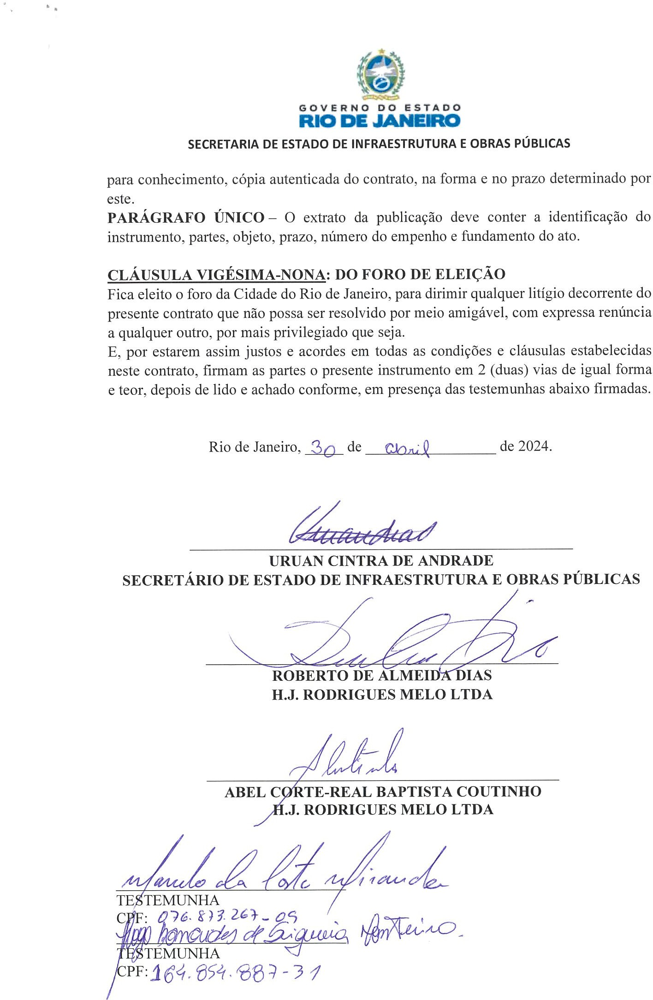 GOVERNO DO ESTADO
RIO DE JANEIRO
SECRETARIA DE ESTADO DE INFRAESTRUTURA E OBRAS PÚBLICAS
para conhecimento, cópia autenticada do contrato, na forma e no prazo determinado por
este.
PARÁGRAFO ÚNICO – O extrato da publicação deve conter a identificação do
instrumento, partes, objeto, prazo, número do empenho e fundamento do ato.
CLÁUSULA VIGÉSIMA-NONA: DO FORO DE ELEIÇÃO
Fica eleito o foro da Cidade do Rio de Janeiro, para dirimir qualquer litígio decorrente do
presente contrato que não possa ser resolvido por meio amigável, com expressa renúncia
a qualquer outro, por mais privilegiado que seja.
E, por estarem assim justos e acordes em todas as condições e cláusulas estabelecidas
neste contrato, firmam as partes o presente instrumento em 2 (duas) vias de igual forma
e teor, depois de lido e achado conforme, em presença das testemunhas abaixo firmadas.
Rio de Janeiro, 30 de abril de 2024.
URUAN CINTRA DE ANDRADE
SECRETÁRIO DE ESTADO DE INFRAESTRUTURA E OBRAS PÚBLICAS
ROBERTO DE ALMEIDA DIAS
H.J. RODRIGUES MELO LTDA
ABEL CORTE-REAL BAPTISTA COUTINHO
H.J. RODRIGUES MELO LTDA
Marcelo da Costa Miranda
TESTEMUNHA
CPF: 076.873.267-09
de Siqueira Monteiro
TESTEMUNHA
CPF: 164.854.887-31